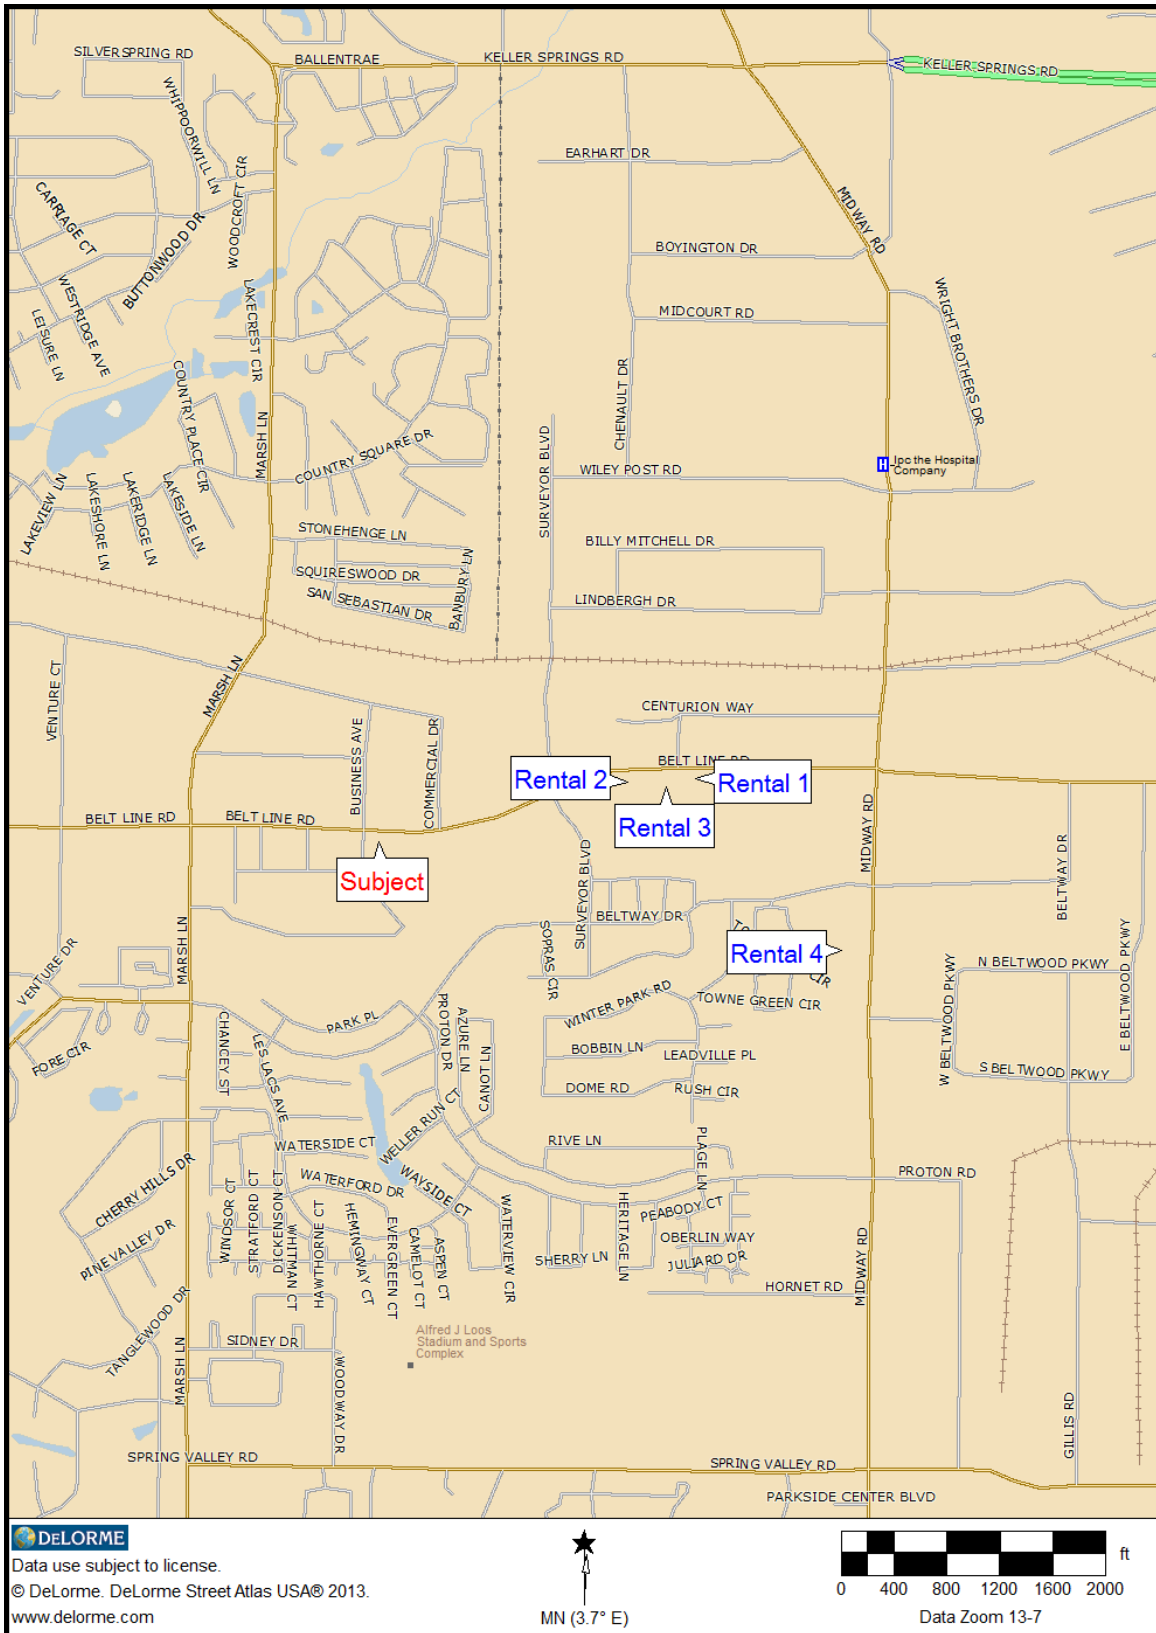 SILVERSPRING RD
BALLENTRAE
KELLER SPRINGS RD
KELLER SPRINGS RD
WHIPPOORWILL LN
EARHART DR
CARRIAGE CT
WOODCROFT CIR
BUTTONWOOD DR
MIDWAY RD
BOYINGTON DR
WESTRIDGE AVE
LEISURE LN
LAKECREST CIR
WRIGHT BROTHERS DR
MIDCOURT RD
COUNTRY PLACE CIR
CHENAULT DR
MARSH LN
COUNTRY SQUARE DR
SURVEYOR BLVD
WILEY POST RD
H
Ipc the Hospital
Company
LAKEVIEW LN
LAKESHORE LN
LAKERIDGE LN
LAKESIDE LN
STONEHENGE LN
BILLY MITCHELL DR
SQUIRESWOOD DR
SAN SEBASTIAN DR
BANBURY LN
LINDBERGH DR
VENTURE CT
MARSH LN
CENTURION WAY
BUSINESS AVE
COMMERCIAL DR
BELT LINE RD
Rental 2
Rental 1
BELT LINE RD
BELT LINE RD
Rental 3
MIDWAY RD
Subject
SURVEYOR BLVD
BELTWAY DR
BELTWAY DR
MARSH LN
SOPRAS CIR
Rental 4
CIR
VENTURE DR
N BELTWOOD PKWY
W BELTWOOD PKWY
E BELTWOOD PKWY
WINTER PARK RD
TOWNE GREEN CIR
PARK PL
PROTON DR
AZURE LN
CHANCEY ST
LES LACS AVE
FORE CIR
CANOT LN
BOBBIN LN
LEADVILLE PL
S BELTWOOD PKWY
DOME RD
RUSH CIR
WELLER RUN CT
WATERSIDE CT
RIVE LN
PLAGE LN
PROTON RD
CHERRY HILLS DR
WATERFORD DR
WAYSIDE CT
WINDSOR CT
STRATFORD CT
DICKENSON CT
WHITMAN CT
HAWTHORNE CT
HEMINGWAY CT
EVERGREEN CT
CAMELOT CT
ASPEN CT
WATERVIEW CIR
HERITAGE LN
PEABODY CT
OBERLIN WAY
PINE VALLEY DR
SHERRY LN
JULIARD DR
HORNET RD
MIDWAY RD
TANGLEWOOD DR
Alfred J Loos
Stadium and Sports
Complex
SIDNEY DR
MARSH LN
WOODWAY DR
GILLIS RD
SPRING VALLEY RD
SPRING VALLEY RD
PARKSIDE CENTER BLVD
DELORME
Data use subject to license.
© DeLorme. DeLorme Street Atlas USA® 2013.
www.delorme.com
MN (3.7° E)
ft
0 400 800 1200 1600 2000
Data Zoom 13-7